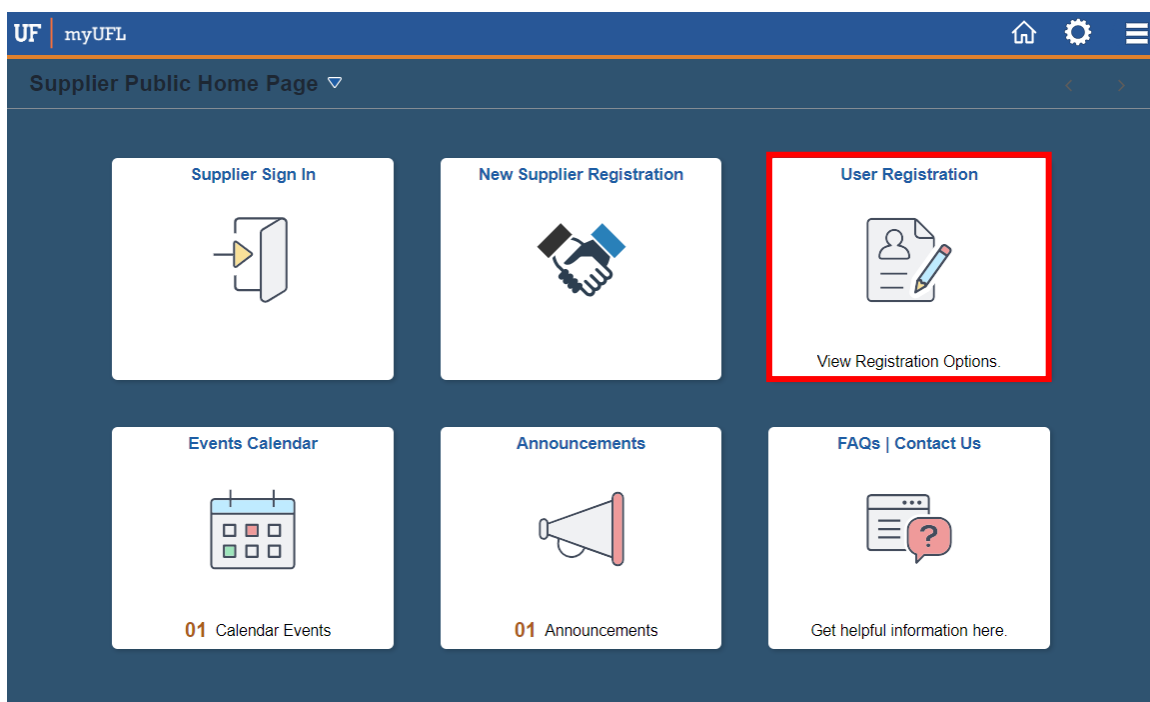 UF myUFL
Supplier Public Home Page
Supplier Sign In
New Supplier Registration
User Registration
View Registration Options.
Events Calendar
Announcements
FAQs | Contact Us
?
01 Calendar Events
01 Announcements
Get helpful information here.